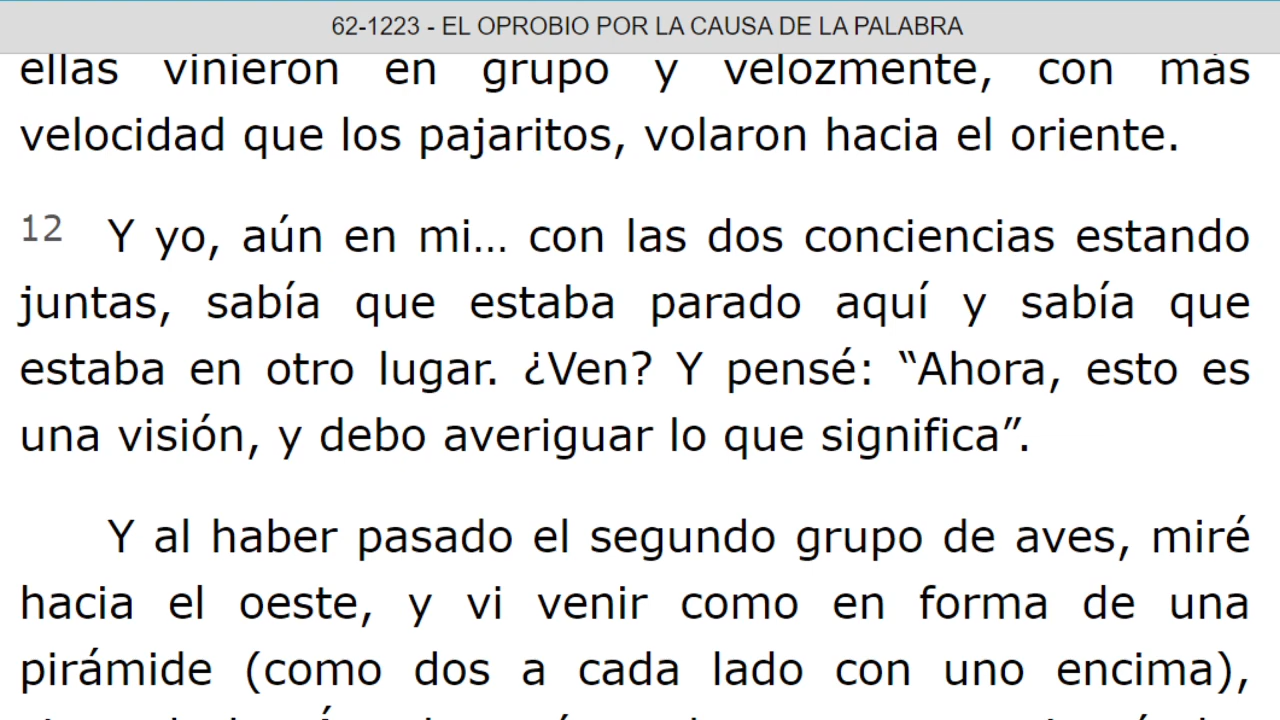 62-1223 - EL OPROBIO POR LA CAUSA DE LA PALABRA
ellas vinieron en grupo y velozmente, con más
velocidad que los pajaritos, volaron hacia el oriente.
12 Y yo, aún en mi... con las dos conciencias estando
juntas, sabía que estaba parado aquí y sabía que
estaba en otro lugar. ¿Ven? Y pensé: “Ahora, esto es
una visión, y debo averiguar lo que significa”.
Y al haber pasado el segundo grupo de aves, miré
hacia el oeste, y vi venir como en forma de una
pirámide (como dos a cada lado con uno encima),